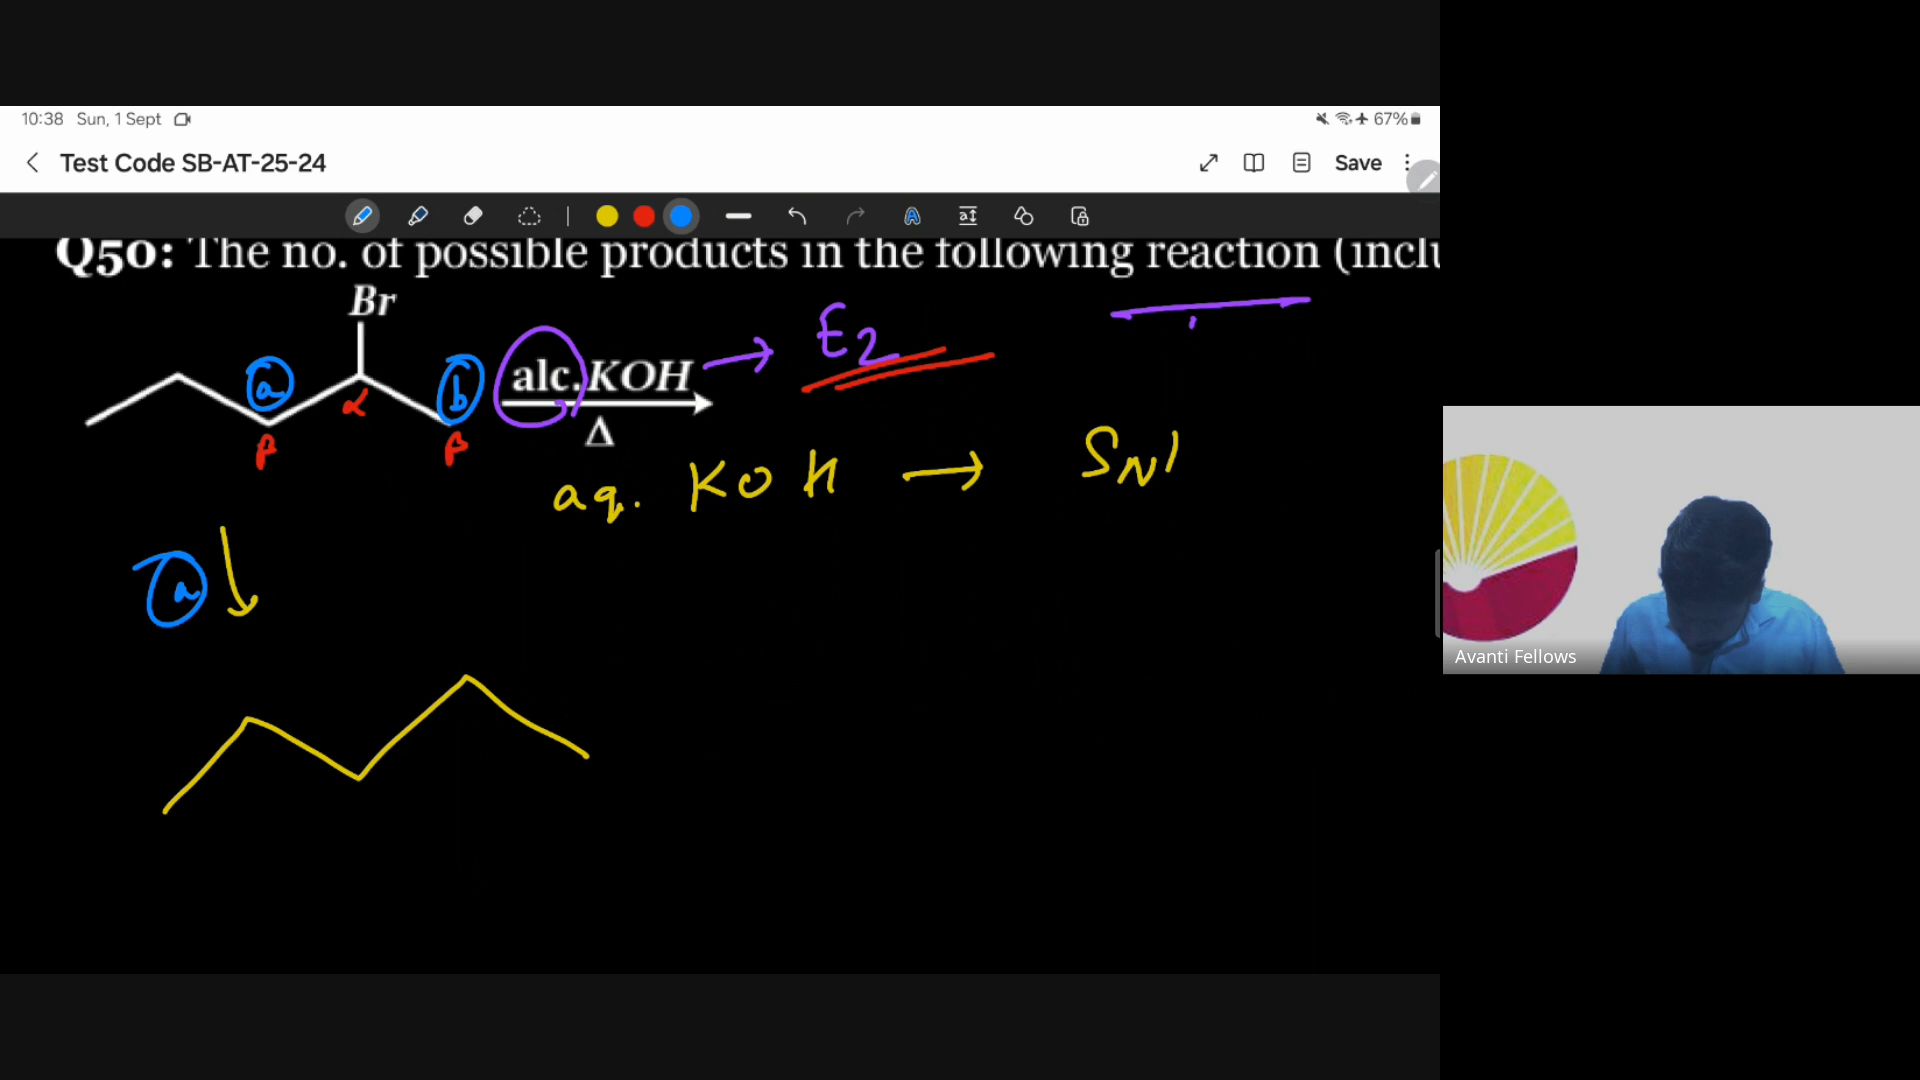 10:38 Sun, 1 Sept 67%
Test Code SB-AT-25-24 Save
Q50: The no. of possible products in the following reaction (inclu
Br
a α b alc. KOH → E2
β β Δ
aq. KOH → SN1
a
Avanti Fellows